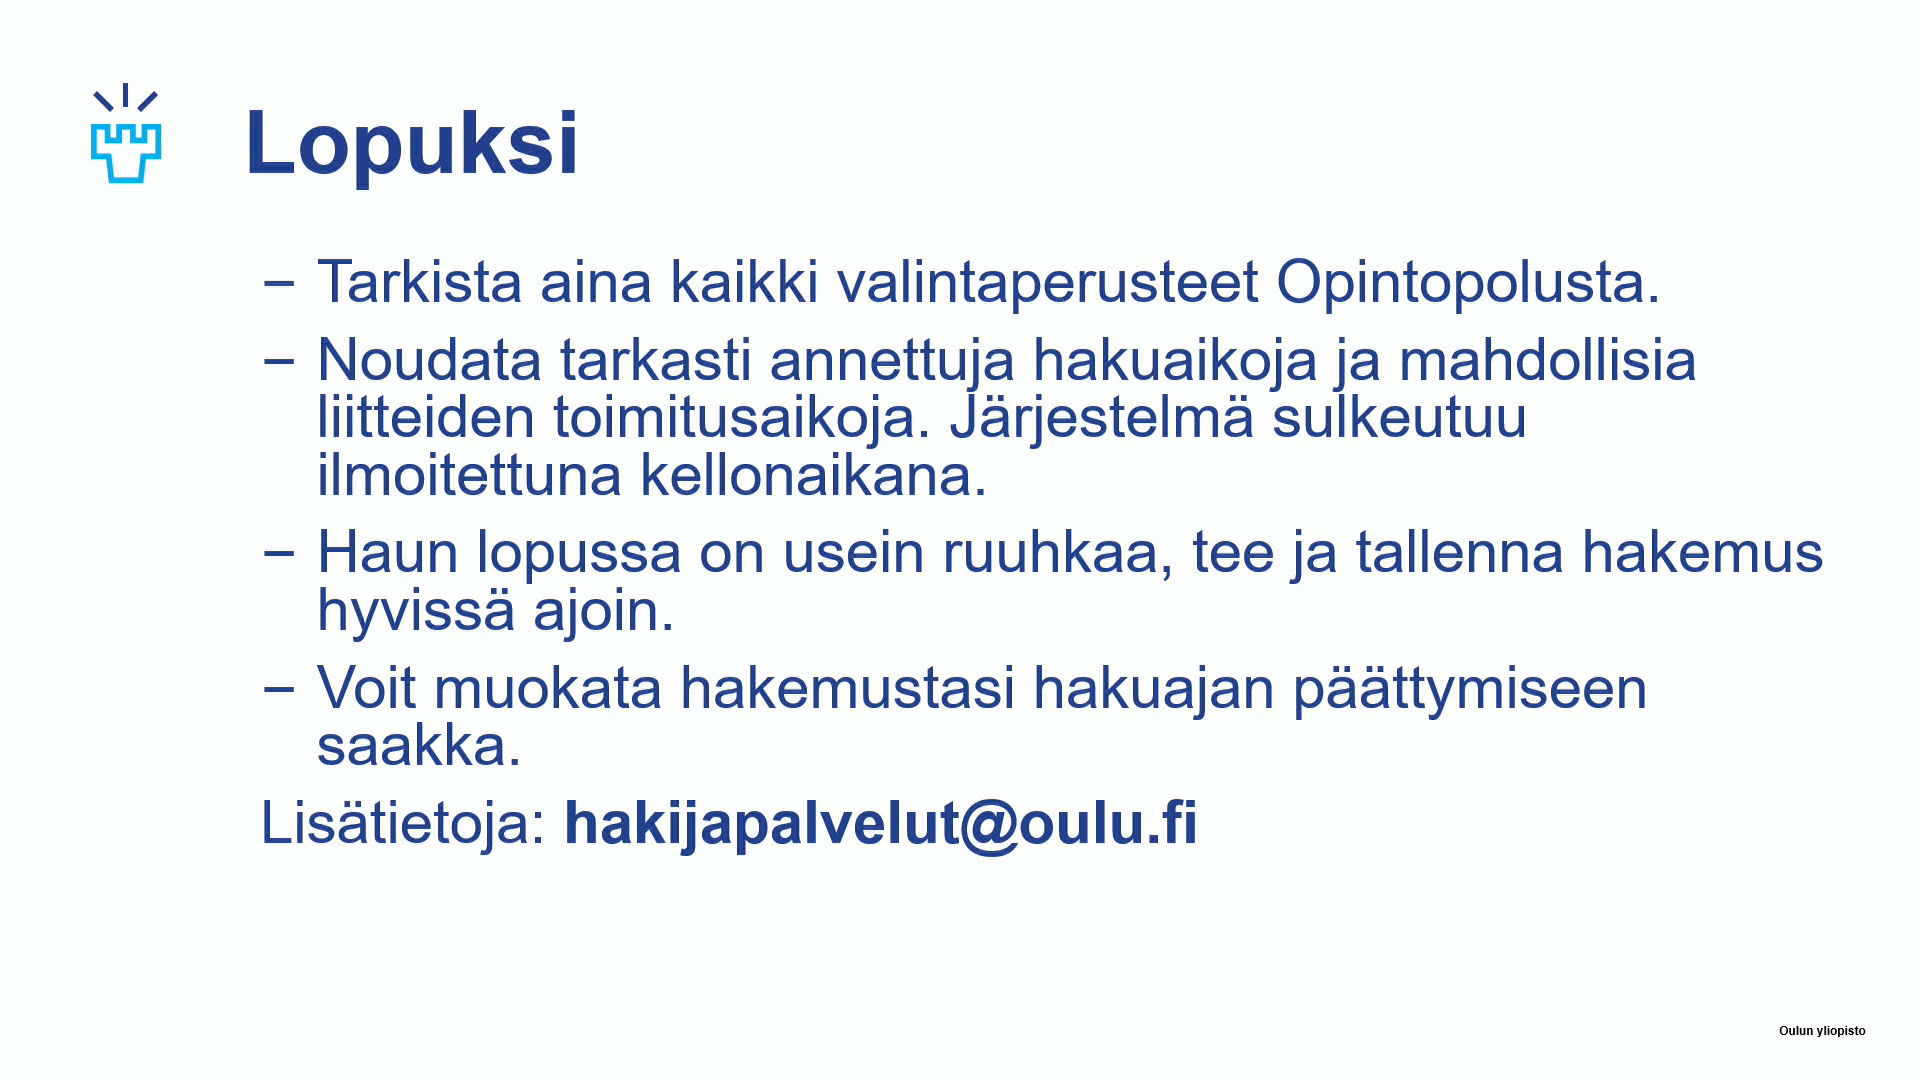 Lopuksi
– Tarkista aina kaikki valintaperusteet Opintopolusta.
– Noudata tarkasti annettuja hakuaikoja ja mahdollisia
liitteiden toimitusaikoja. Järjestelmä sulkeutuu
ilmoitettuna kellonaikana.
– Haun lopussa on usein ruuhkaa, tee ja tallenna hakemus
hyvissä ajoin.
– Voit muokata hakemustasi hakuajan päättymiseen
saakka.
Lisätietoja: hakijapalvelut@oulu.fi
Oulun yliopisto